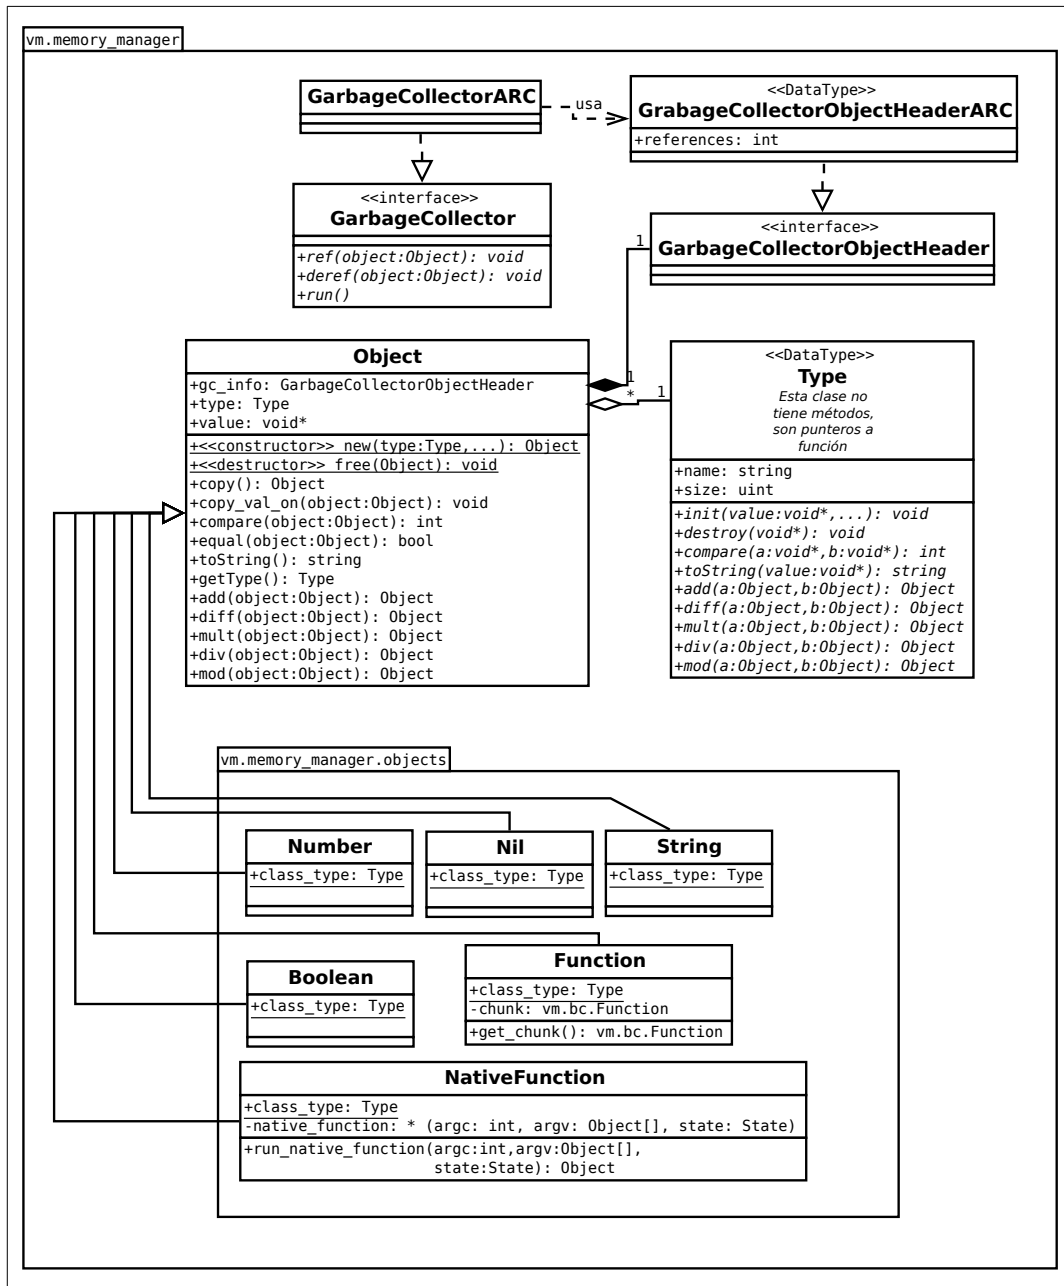 vm.memory_manager
GarbageCollectorARC
usa
<<DataType>>
GrabageCollectorObjectHeaderARC
+references: int
<<interface>>
GarbageCollector
+ref(object:Object): void
+deref(object:Object): void
+run()
<<interface>>
GarbageCollectorObjectHeader
1
Object
+gc_info: GarbageCollectorObjectHeader
+type: Type
+value: void*
+<<constructor>> new(type:Type,...): Object
+<<destructor>> free(Object): void
+copy(): Object
+copy_val_on(object:Object): void
+compare(object:Object): int
+equal(object:Object): bool
+toString(): string
+getType(): Type
+add(object:Object): Object
+diff(object:Object): Object
+mult(object:Object): Object
+div(object:Object): Object
+mod(object:Object): Object
1
*
1
<<DataType>>
Type
Esta clase no
tiene métodos,
son punteros a
función
+name: string
+size: uint
+init(value:void*,...): void
+destroy(void*): void
+compare(a:void*,b:void*): int
+toString(value:void*): string
+add(a:Object,b:Object): Object
+diff(a:Object,b:Object): Object
+mult(a:Object,b:Object): Object
+div(a:Object,b:Object): Object
+mod(a:Object,b:Object): Object
vm.memory_manager.objects
Number
+class_type: Type
Nil
+class_type: Type
String
+class_type: Type
Boolean
+class_type: Type
Function
+class_type: Type
-chunk: vm.bc.Function
+get_chunk(): vm.bc.Function
NativeFunction
+class_type: Type
-native_function: * (argc: int, argv: Object[], state: State)
+run_native_function(argc:int,argv:Object[],
state:State): Object